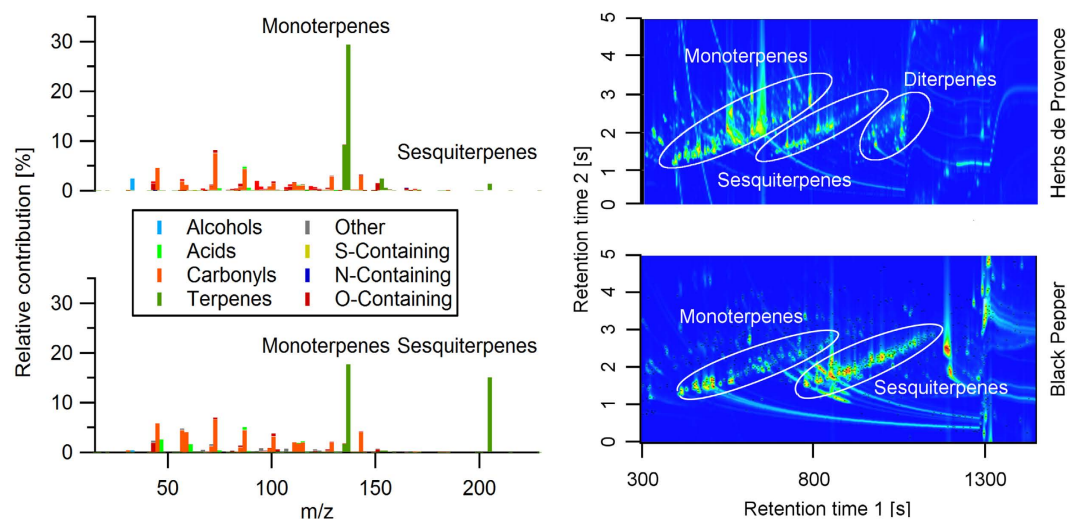 Relative contribution [%]
30
20
10
0
Monoterpenes
Sesquiterpenes
Alcohols
Acids
Carbonyls
Terpenes
Other
S-Containing
N-Containing
O-Containing
30
20
10
0
Monoterpenes
Sesquiterpenes
50
100
150
200
m/z
Retention time 2 [s]
5
4
3
2
1
0
Monoterpenes
Diterpenes
Sesquiterpenes
Herbs de Provence
5
4
3
2
1
0
Monoterpenes
Sesquiterpenes
Black Pepper
300
800
1300
Retention time 1 [s]